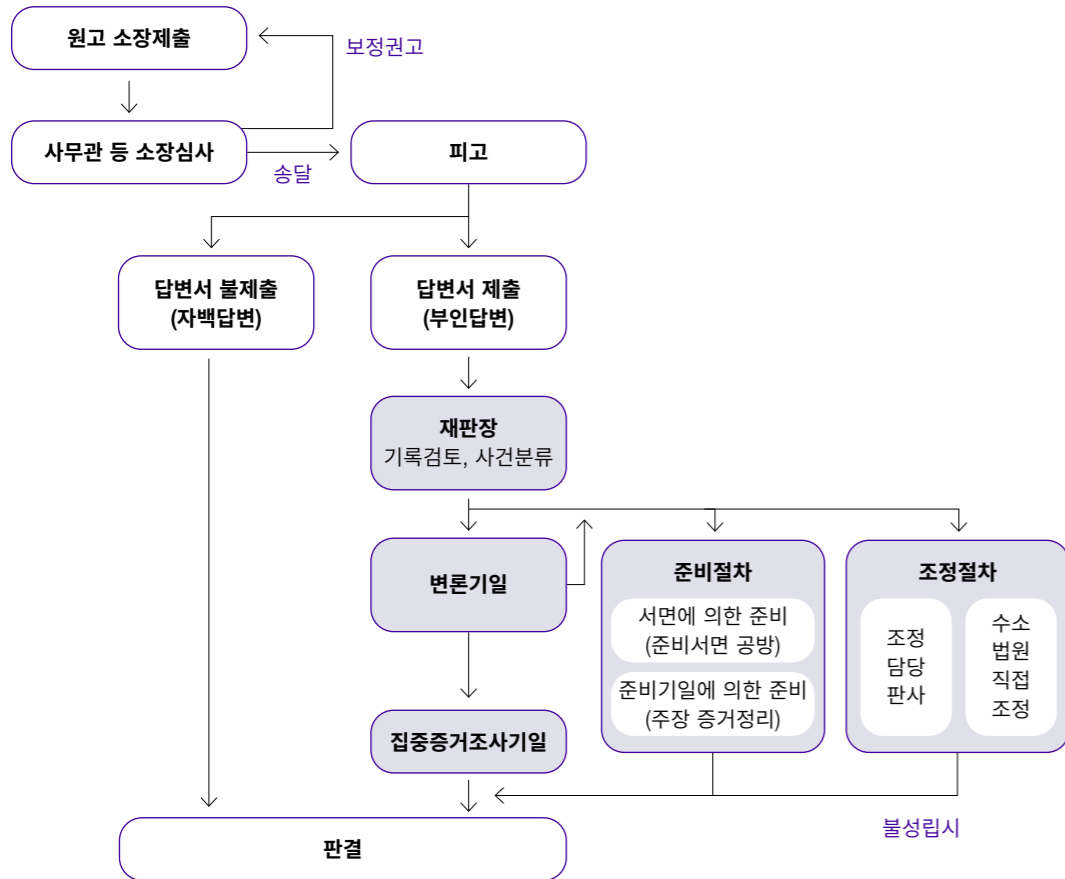 원고 소장제출
보정권고
사무관 등 소장심사
송달
피고
답변서 불제출
(자백답변)
답변서 제출
(부인답변)
재판장
기록검토, 사건분류
변론기일
준비절차
서면에 의한 준비
(준비서면 공방)
준비기일에 의한 준비
(주장 증거정리)
조정절차
조정
담당
판사
수소
법원
직접
조정
집중증거조사기일
불성립시
판결